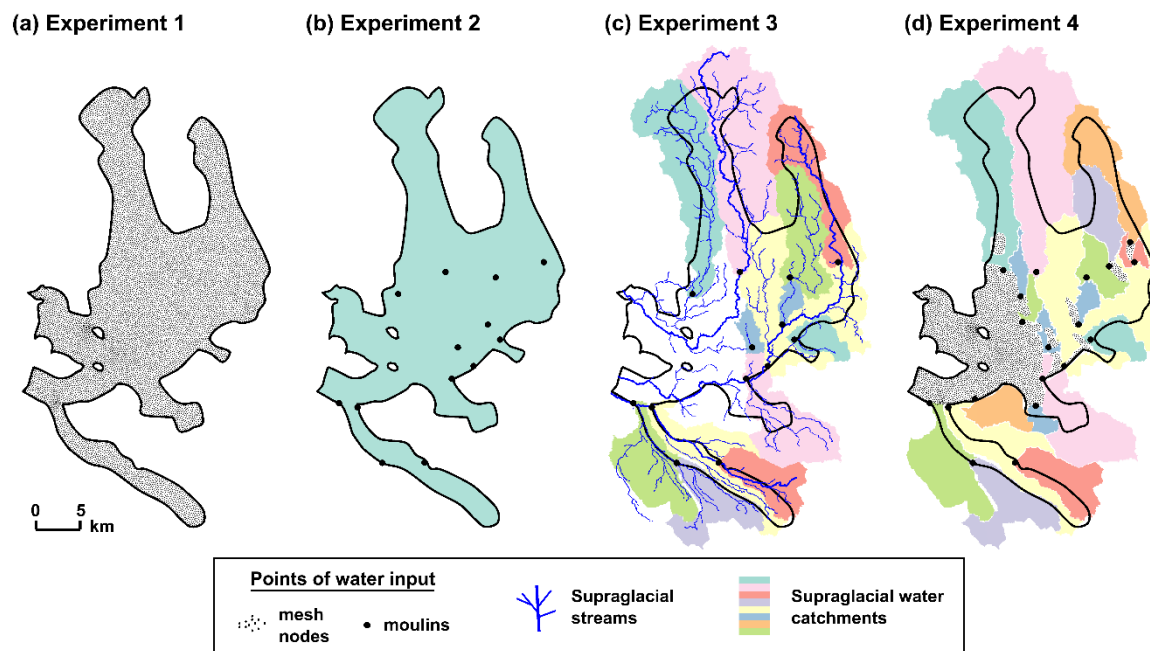 (a) Experiment 1
(b) Experiment 2
(c) Experiment 3
(d) Experiment 4
0 5
km
Points of water input
mesh
nodes
moulins
Supraglacial
streams
Supraglacial water
catchments